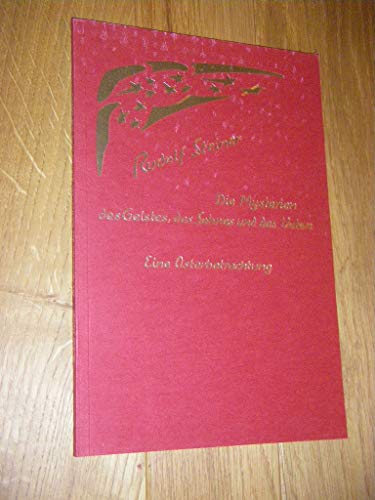 Rudolf Steiner
Die Mysterien
des Geistes, des Sohnes und des Vaters
Eine Osterbetrachtung